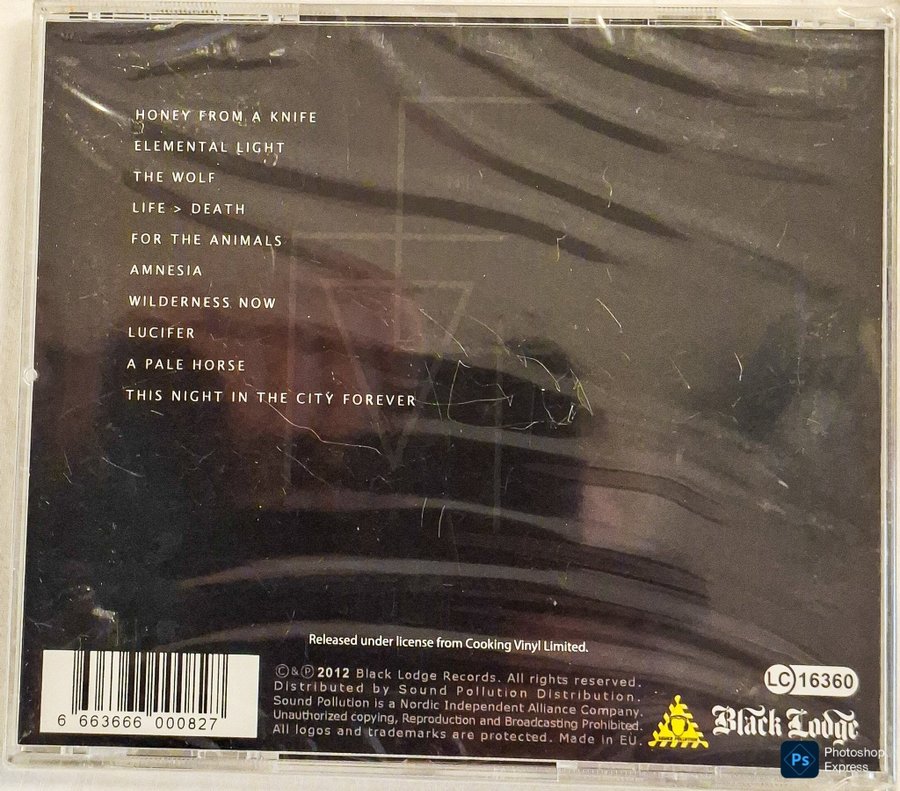 HONEY FROM A KNIFE
ELEMENTAL LIGHT
THE WOLF
LIFE > DEATH
FOR THE ANIMALS
AMNESIA
WILDERNESS NOW
LUCIFER
A PALE HORSE
THIS NIGHT IN THE CITY FOREVER
Released under license from Cooking Vinyl Limited.
©&℗ 2012 Black Lodge Records. All rights reserved.
Distributed by Sound Pollution Distribution.
Sound Pollution is a Nordic Independent Alliance Company.
Unauthorized copying, Reproduction and Broadcasting Prohibited.
All logos and trademarks are protected. Made in EU.
6 663666 000827
SOUND POLLUTION
LC 16360
Black Lodge
Ps Photoshop Express